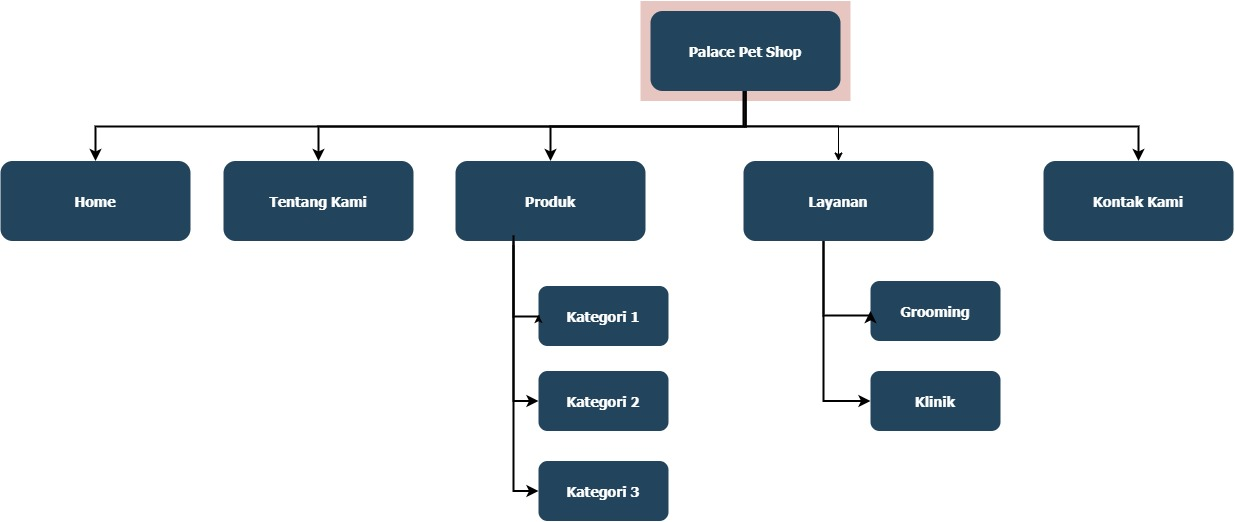 Palace Pet Shop
Home
Tentang Kami
Produk
Layanan
Kontak Kami
Kategori 1
Kategori 2
Kategori 3
Grooming
Klinik